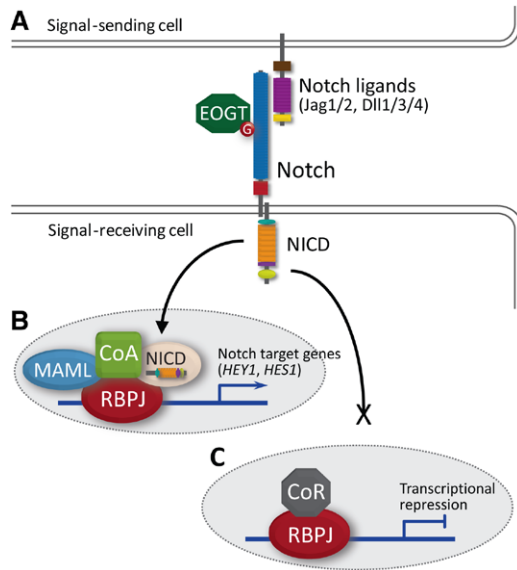 A
Signal-sending cell
Notch ligands
(Jag1/2, Dll1/3/4)
EOGT
G
Notch
Signal-receiving cell
NICD
B
CoA
NICD
MAML
RBPJ
Notch target genes
(HEY1, HES1)
X
C
CoR
RBPJ
Transcriptional
repression